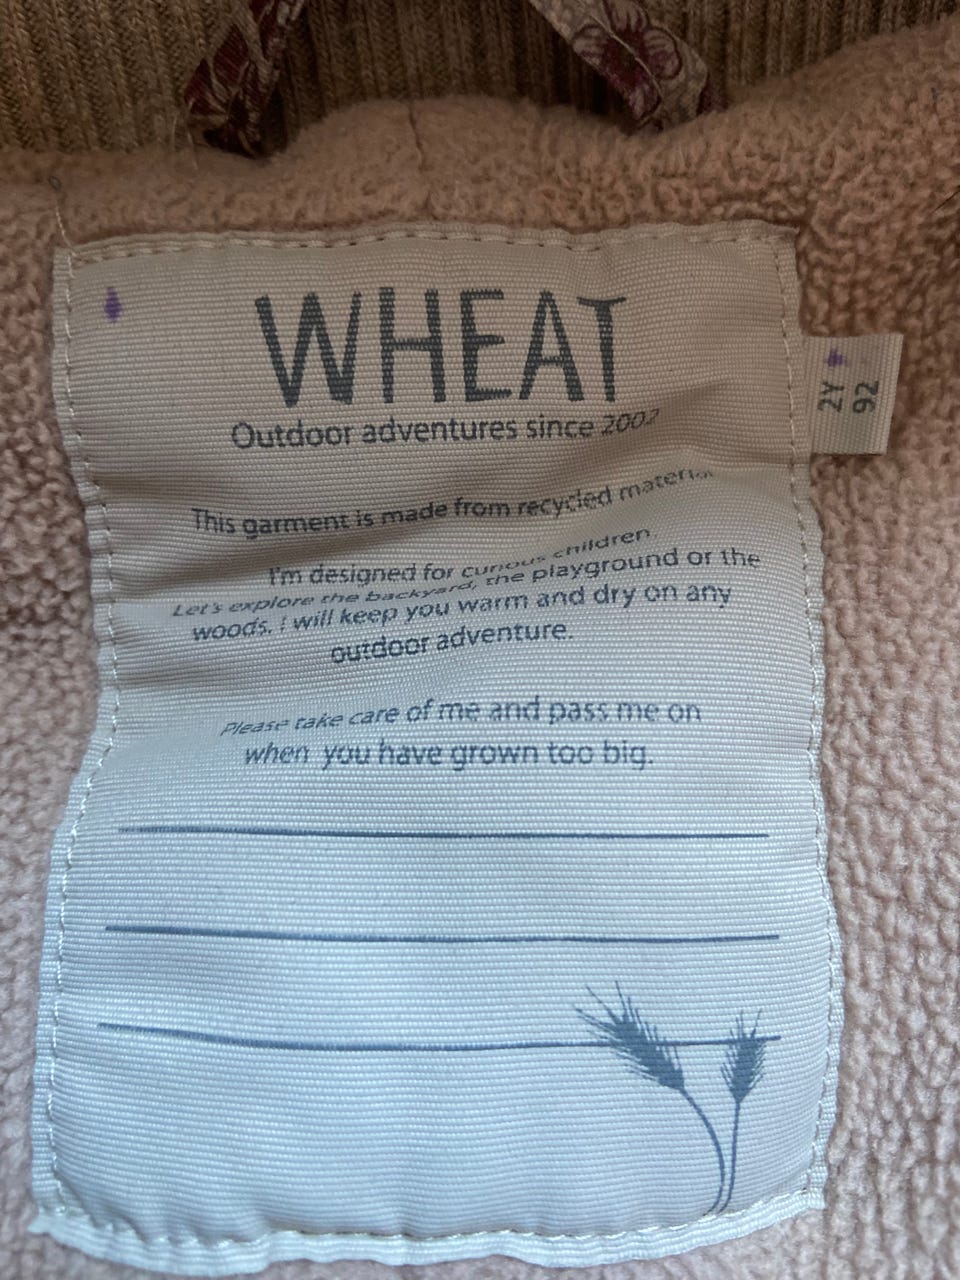 WHEAT
Outdoor adventures since 2002
This garment is made from recycled material
I'm designed for curious children.
Let's explore the backyard, the playground or the
woods. I will keep you warm and dry on any
outdoor adventure.
Please take care of me and pass me on
when you have grown too big.
2Y
92